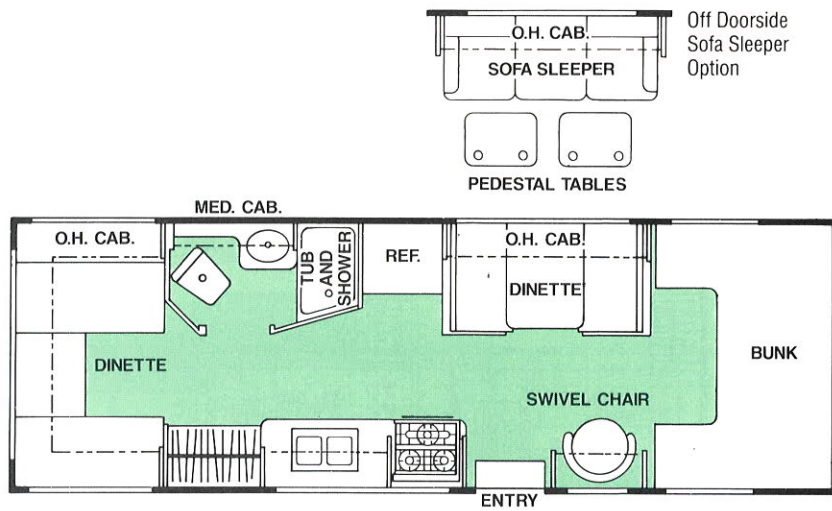 Off Doorside
Sofa Sleeper
Option
O.H. CAB.
SOFA SLEEPER
PEDESTAL TABLES
MED. CAB.
O.H. CAB.
TUB
AND
SHOWER
REF.
O.H. CAB.
DINETTE
DINETTE
BUNK
SWIVEL CHAIR
ENTRY